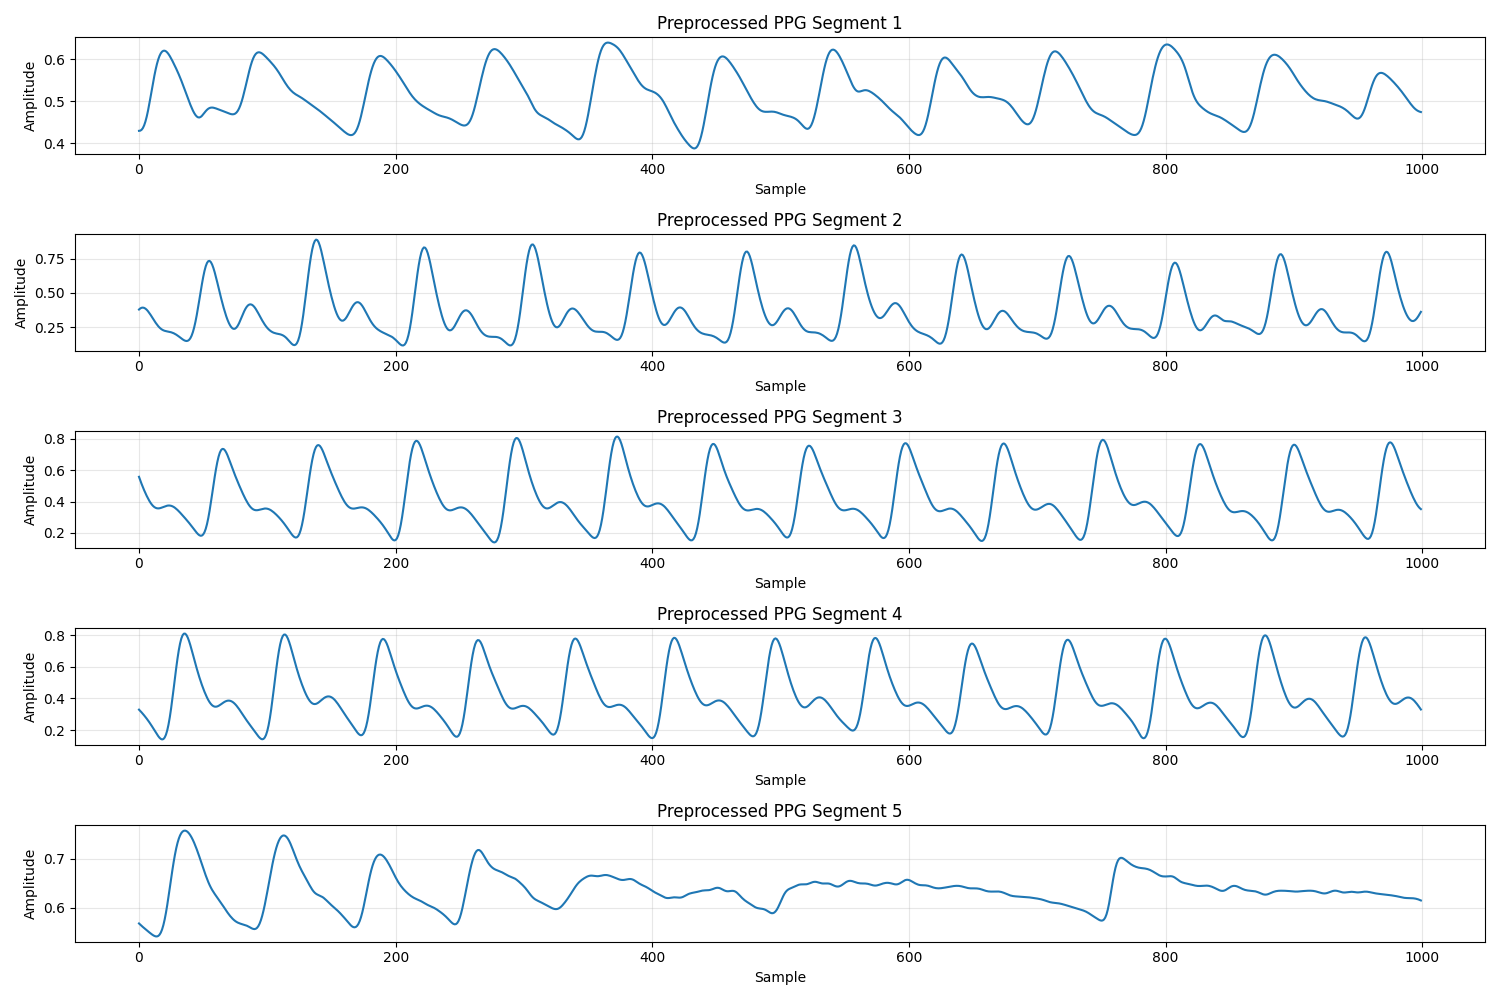 Preprocessed PPG Segment 1
Amplitude
0.6
0.5
0.4
0 200 400 600 800 1000
Sample
Preprocessed PPG Segment 2
Amplitude
0.75
0.50
0.25
0 200 400 600 800 1000
Sample
Preprocessed PPG Segment 3
Amplitude
0.8
0.6
0.4
0.2
0 200 400 600 800 1000
Sample
Preprocessed PPG Segment 4
Amplitude
0.8
0.6
0.4
0.2
0 200 400 600 800 1000
Sample
Preprocessed PPG Segment 5
Amplitude
0.7
0.6
0 200 400 600 800 1000
Sample